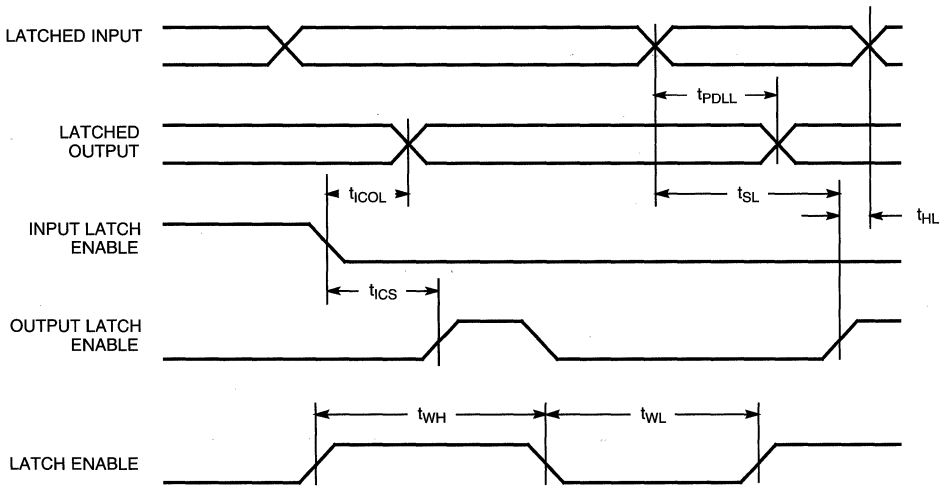 LATCHED INPUT
tPDLL
LATCHED
OUTPUT
tICOL
tSL
tHL
INPUT LATCH
ENABLE
tICS
OUTPUT LATCH
ENABLE
tWH
tWL
LATCH ENABLE